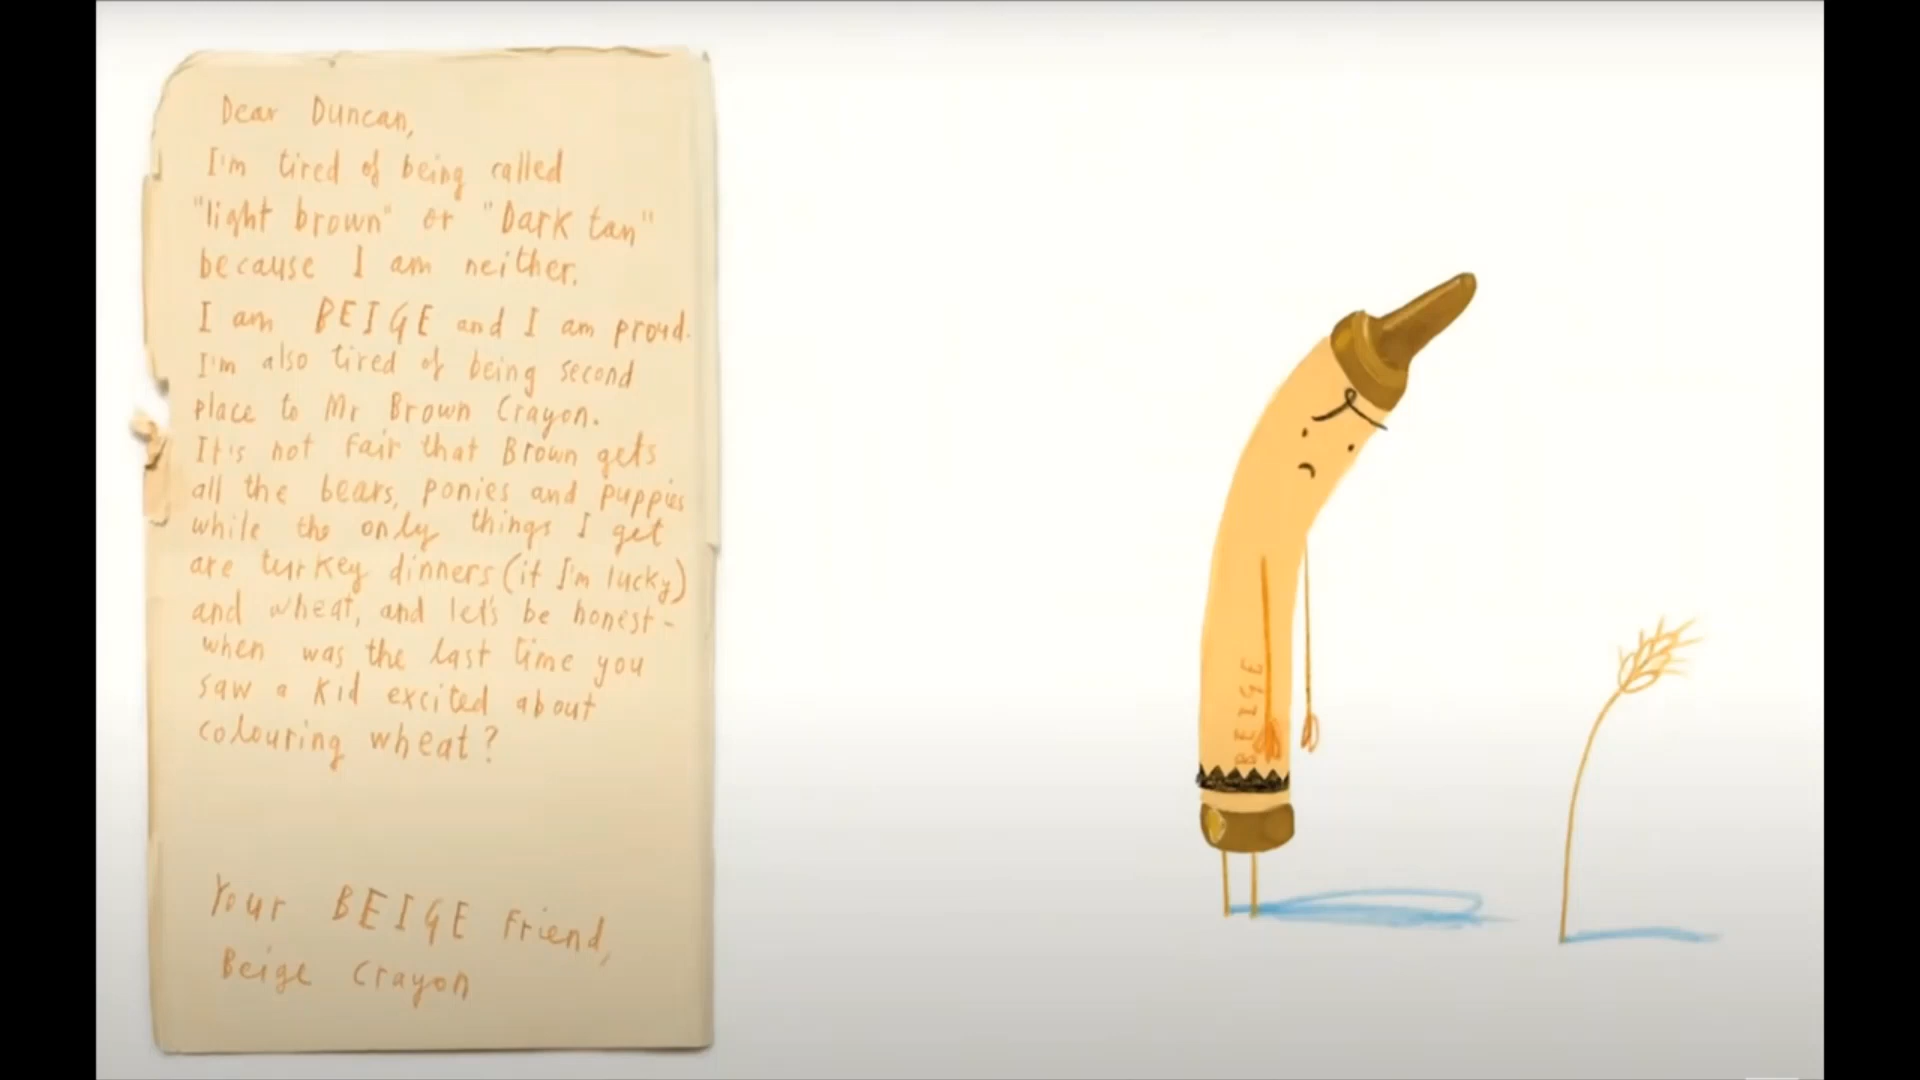 Dear Duncan,
I'm tired of being called
"light brown" or "Dark tan"
because I am neither.
I am BEIGE and I am proud.
I'm also tired of being second
place to Mr Brown Crayon.
It's not fair that Brown gets
all the bears, ponies and puppies
while the only things I get
are turkey dinners (if I'm lucky)
and wheat, and let's be honest -
when was the last time you
saw a kid excited about
colouring wheat?
Your BEIGE friend,
Beige Crayon
BEIGE